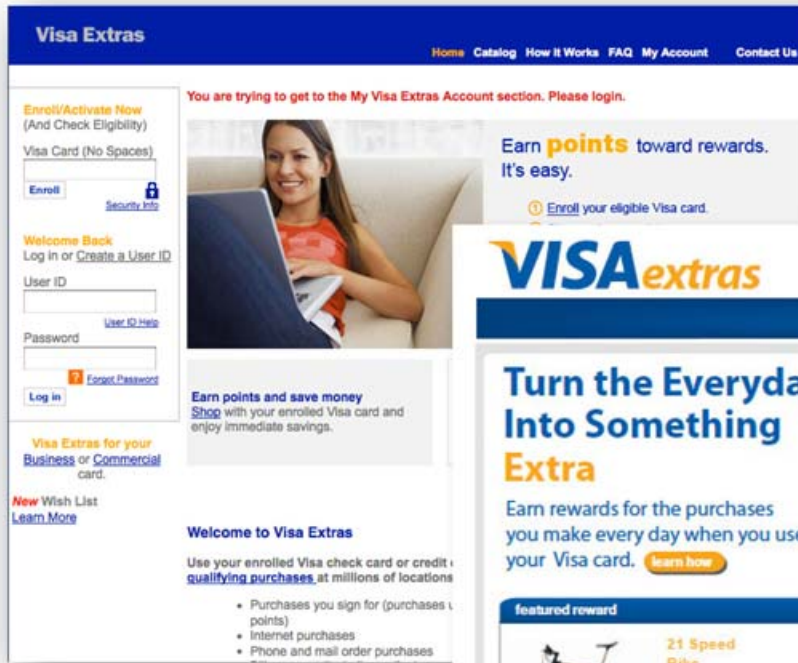 Visa Extras
Home Catalog How It Works FAQ My Account Contact Us
You are trying to get to the My Visa Extras Account section. Please login.
Enroll/Activate Now
(And Check Eligibility)
Visa Card (No Spaces)
Enroll
Security Info
Welcome Back
Log in or Create a User ID
User ID
User ID Help
Password
?
Forgot Password
Log in
Visa Extras for your
Business or Commercial
card.
New Wish List
Learn More
Earn points toward rewards.
It's easy.
1 Enroll your eligible Visa card.
Earn points and save money
Shop with your enrolled Visa card and
enjoy immediate savings.
Welcome to Visa Extras
Use your enrolled Visa check card or credit
qualifying purchases at millions of locations
Purchases you sign for (purchases
points)
Internet purchases
Phone and mail order purchases
VISA extras
Turn the Everyda
Into Something
Extra
Earn rewards for the purchases
you make every day when you use
your Visa card. learn how
featured reward
21 Speed
Bike